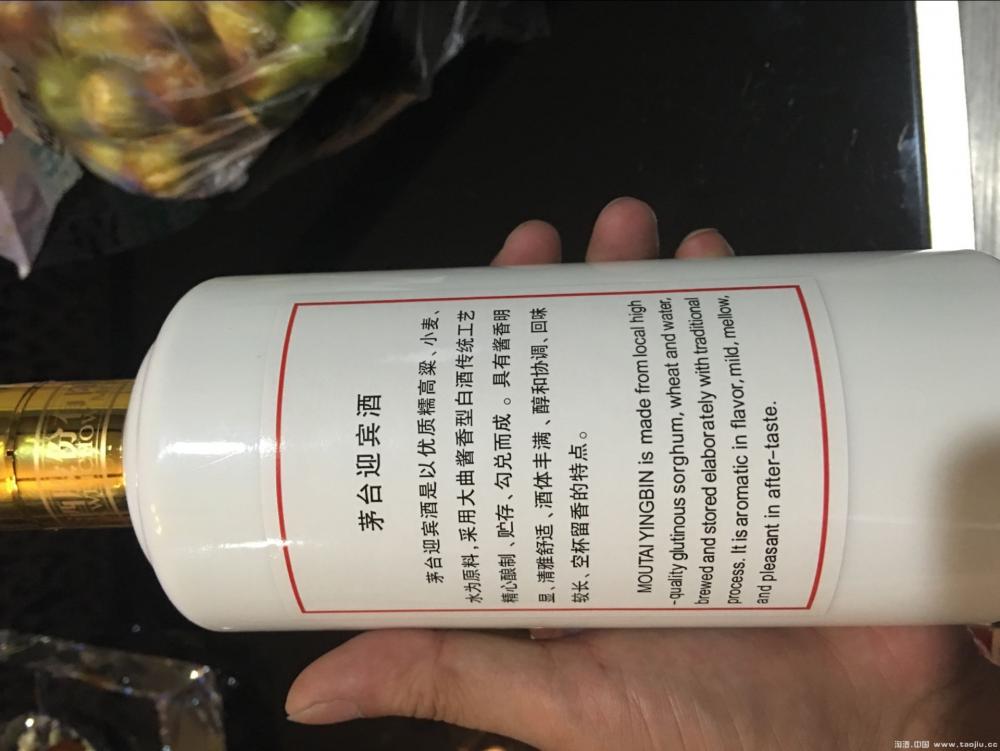 茅台迎宾酒
茅台迎宾酒是以优质糯高粱、小麦、
水为原料,采用大曲酱香型白酒传统工艺
精心酿制、贮存、勾兑而成。具有酱香明
显、清雅舒适、酒体丰满、醇和协调、回味
较长、空杯留香的特点。
MOUTAI YINGBIN is made from local high
-quality glutinous sorghum, wheat and water,
brewed and stored elaborately with traditional
process. It is aromatic in flavor, mild, mellow,
and pleasant in after-taste.
淘酒.中国 www.taojiu.cc